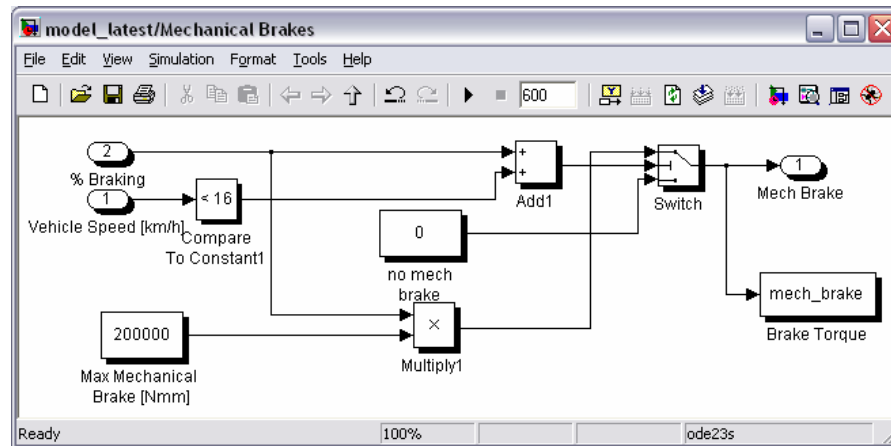 model_latest/Mechanical Brakes
File Edit View Simulation Format Tools Help
600
2
% Braking
1
Vehicle Speed [km/h]
< 16
Compare
To Constant1
+
+
Add1
Switch
1
Mech Brake
0
no mech
brake
mech_brake
Brake Torque
200000
Max Mechanical
Brake [Nmm]
×
Multiply1
Ready 100% ode23s